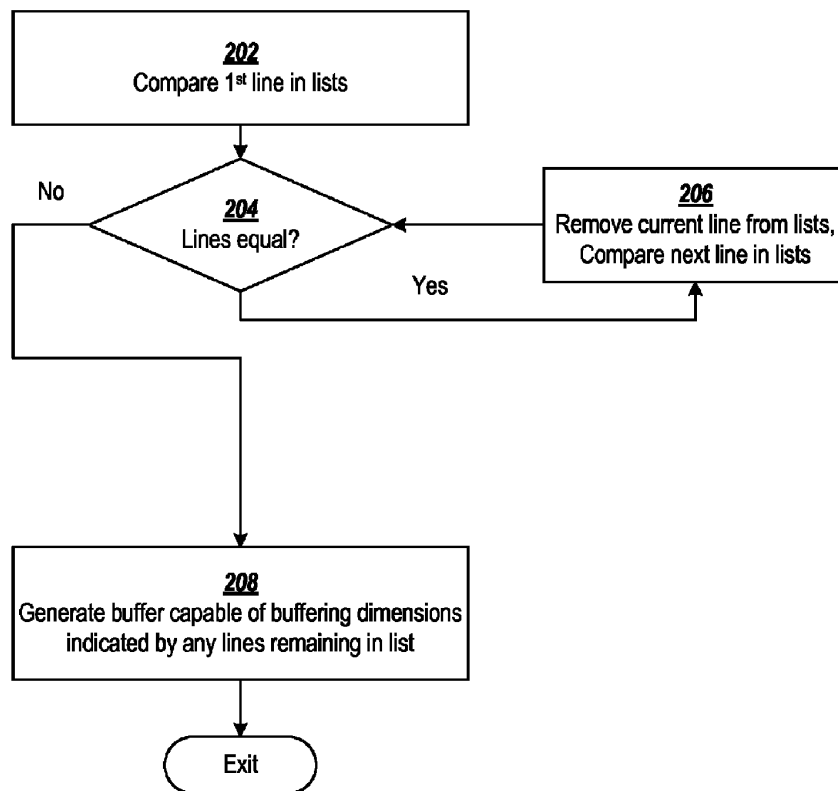 202
Compare 1st line in lists
No
204
Lines equal?
206
Remove current line from lists,
Compare next line in lists
Yes
208
Generate buffer capable of buffering dimensions
indicated by any lines remaining in list
Exit